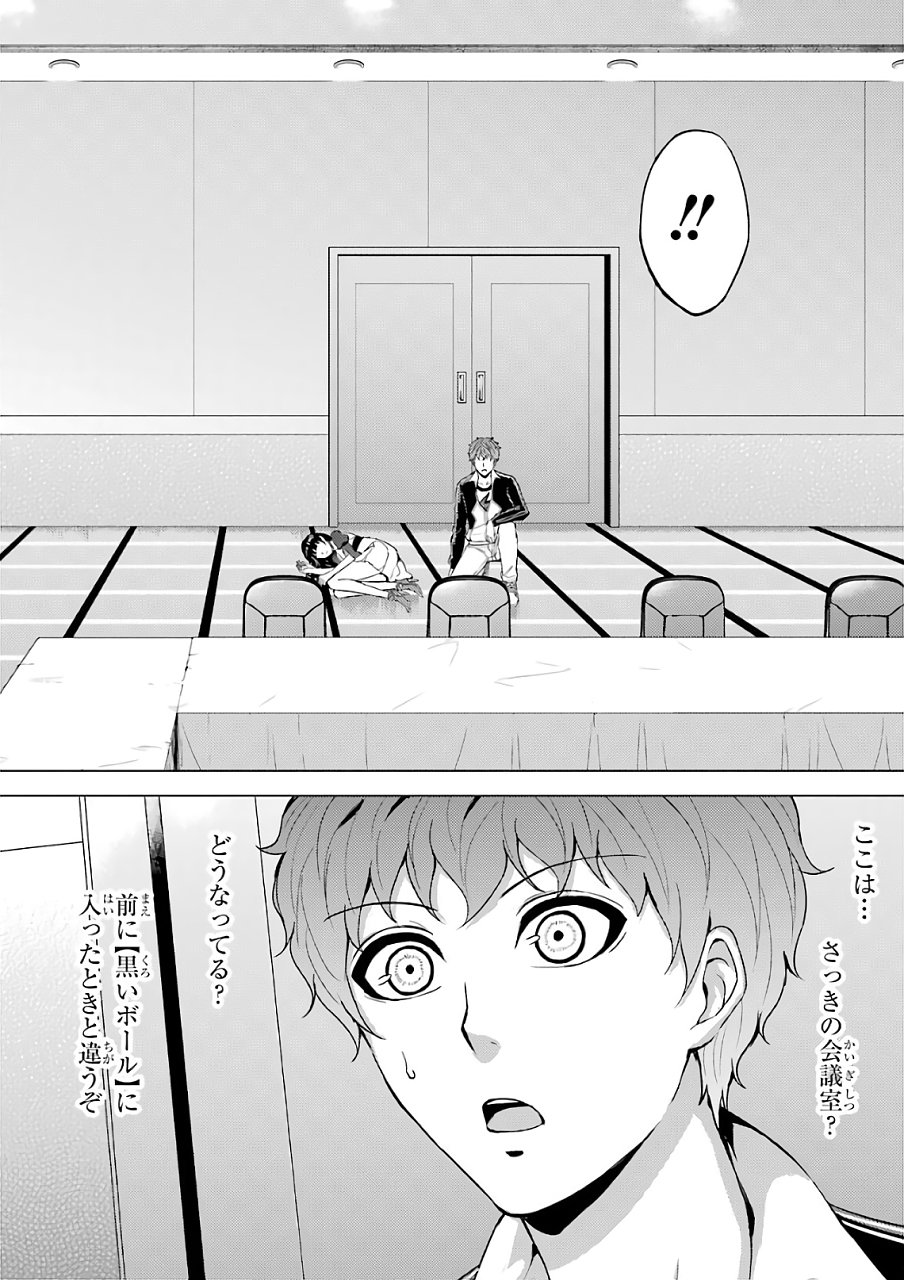 !!
ここは…
さっきの会議室?
どうなってる?
前に【黒いボール】に
入ったときと違うぞ